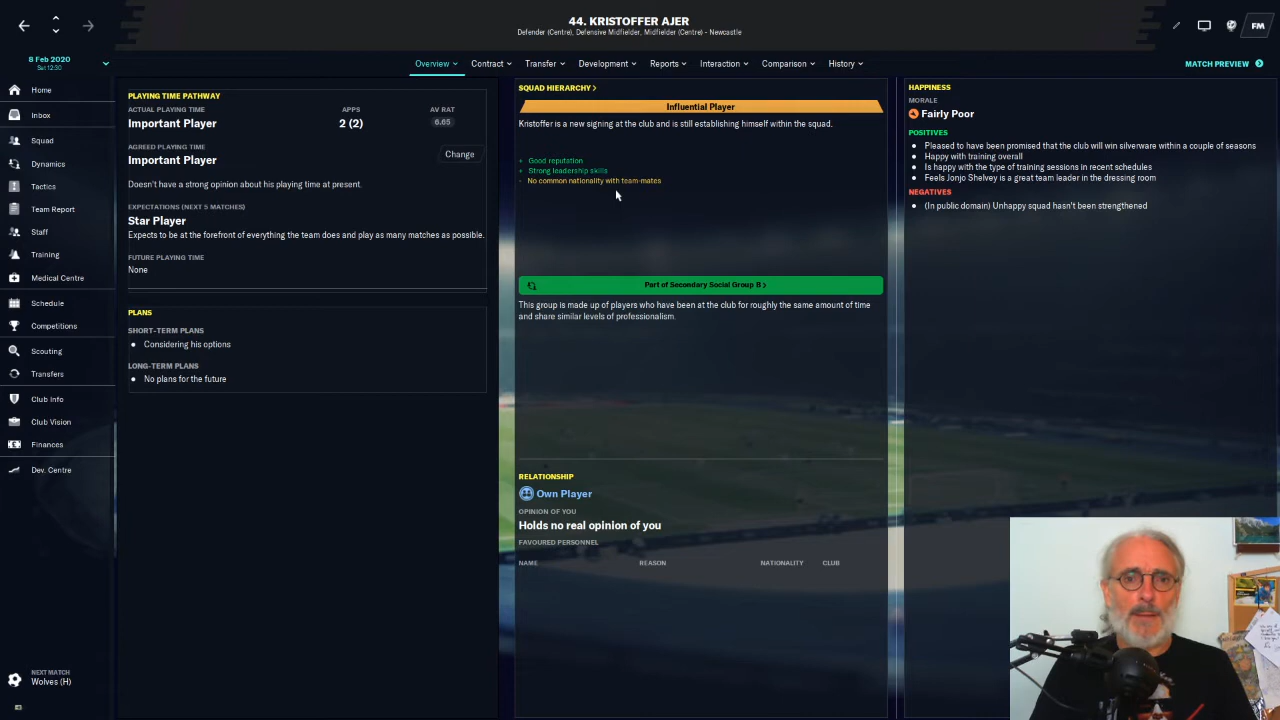 44. KRISTOFFER AJER
Defender (Centre), Defensive Midfielder, Midfielder (Centre) - Newcastle
FM
8 Feb 2020
Sat 12:30
Overview
Contract
Transfer
Development
Reports
Interaction
Comparison
History
MATCH PREVIEW
Home
Inbox
Squad
Dynamics
Tactics
Team Report
Staff
Training
Medical Centre
Schedule
Competitions
Scouting
Transfers
Club Info
Club Vision
Finances
Dev. Centre
NEXT MATCH
Wolves (H)
PLAYING TIME PATHWAY
ACTUAL PLAYING TIME APPS AV RAT
Important Player 2 (2) 6.65
AGREED PLAYING TIME
Important Player Change
Doesn't have a strong opinion about his playing time at present.
EXPECTATIONS (NEXT 5 MATCHES)
Star Player
Expects to be at the forefront of everything the team does and play as many matches as possible.
FUTURE PLAYING TIME
None
PLANS
SHORT-TERM PLANS
Considering his options
LONG-TERM PLANS
No plans for the future
SQUAD HIERARCHY
Influential Player
Kristoffer is a new signing at the club and is still establishing himself within the squad.
+ Good reputation
+ Strong leadership skills
- No common nationality with team-mates
Part of Secondary Social Group B
This group is made up of players who have been at the club for roughly the same amount of time
and share similar levels of professionalism.
RELATIONSHIP
Own Player
OPINION OF YOU
Holds no real opinion of you
FAVOURED PERSONNEL
NAME REASON NATIONALITY CLUB
HAPPINESS
MORALE
Fairly Poor
POSITIVES
Pleased to have been promised that the club will win silverware within a couple of seasons
Happy with training overall
Is happy with the type of training sessions in recent schedules
Feels Jonjo Shelvey is a great team leader in the dressing room
NEGATIVES
(In public domain) Unhappy squad hasn't been strengthened